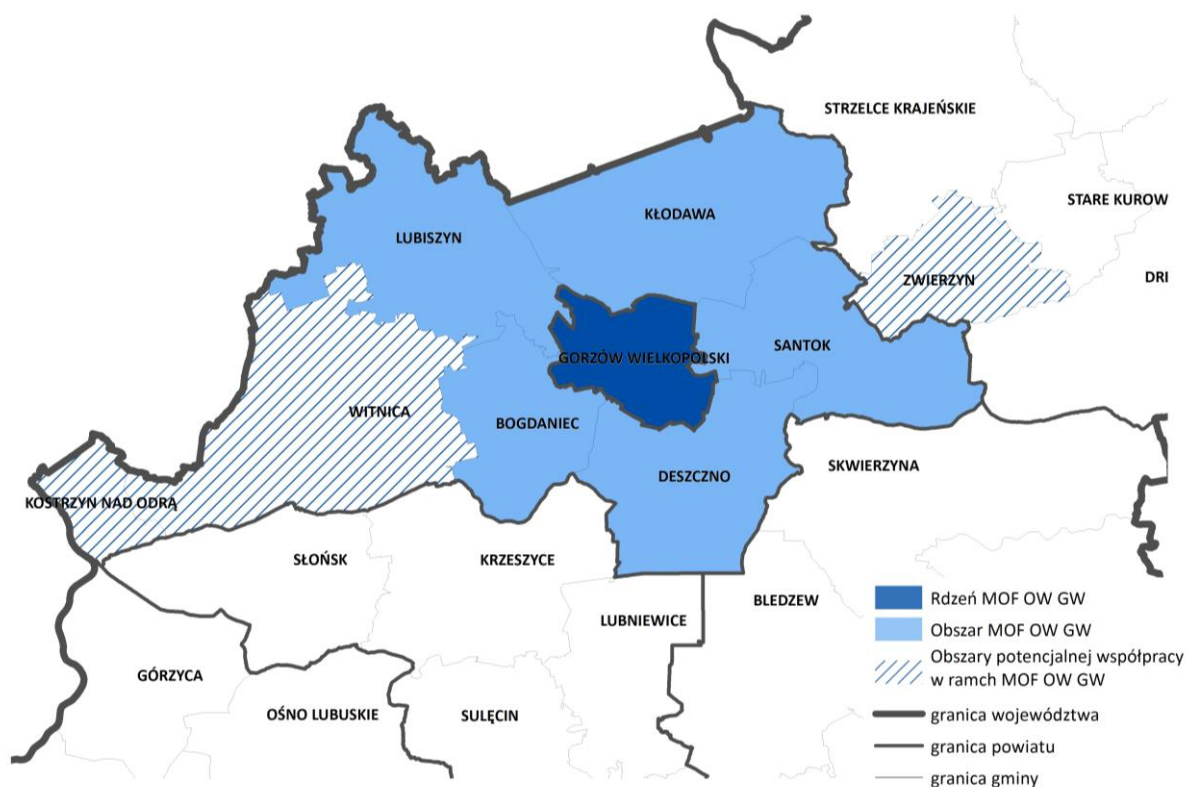 STRZELCE KRAJEŃSKIE
STARE KUROW
KŁODAWA
LUBISZYN
ZWIERZYN
DRI
SANTOK
GORZÓW WIELKOPOLSKI
WITNICA
BOGDANIEC
SKWIERZYNA
DESZCZNO
KOSTRZYN NAD ODRĄ
SŁOŃSK
KRZESZYCE
BLEDZEW
LUBNIEWICE
GÓRZYCA
OŚNO LUBUSKIE
SULĘCIN
Rdzeń MOF OW GW
Obszar MOF OW GW
Obszary potencjalnej współpracy
w ramch MOF OW GW
granica województwa
granica powiatu
granica gminy